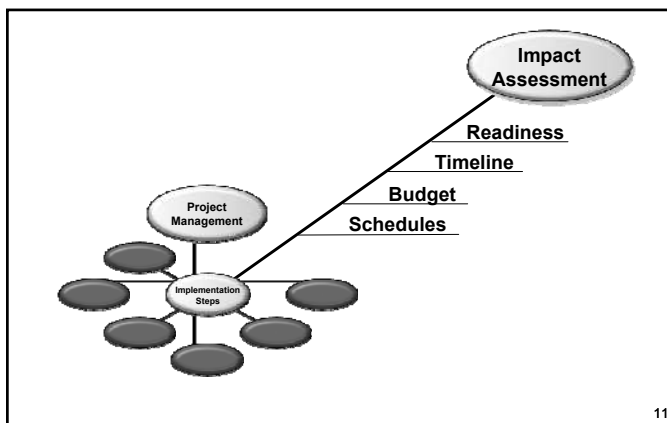 Impact
Assessment
Readiness
Timeline
Budget
Schedules
Project
Management
Implementation
Steps
11